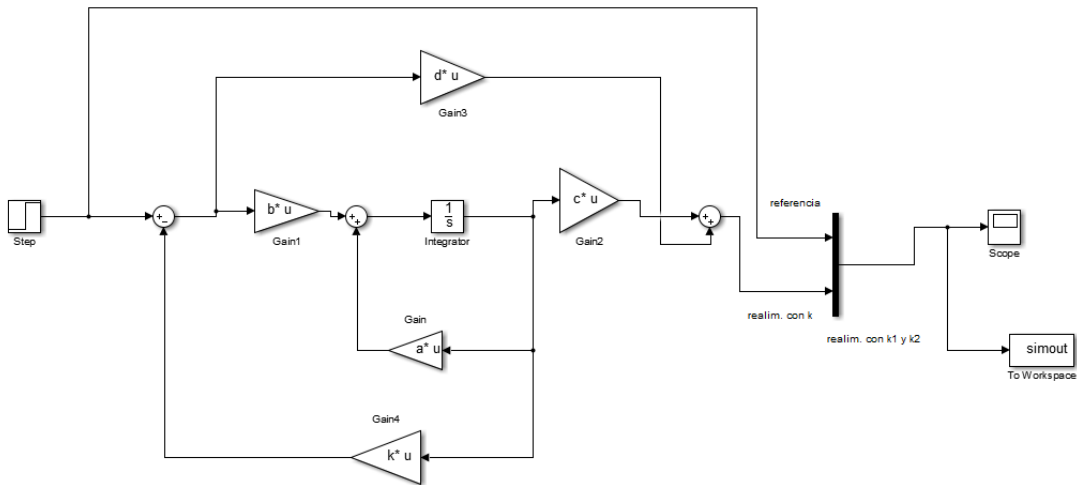 d* u
Gain3
Step
b* u
Gain1
1
s
Integrator
c* u
Gain2
referencia
Scope
Gain
a* u
realim. con k
realim. con k1 y k2
simout
To Workspace
Gain4
k* u